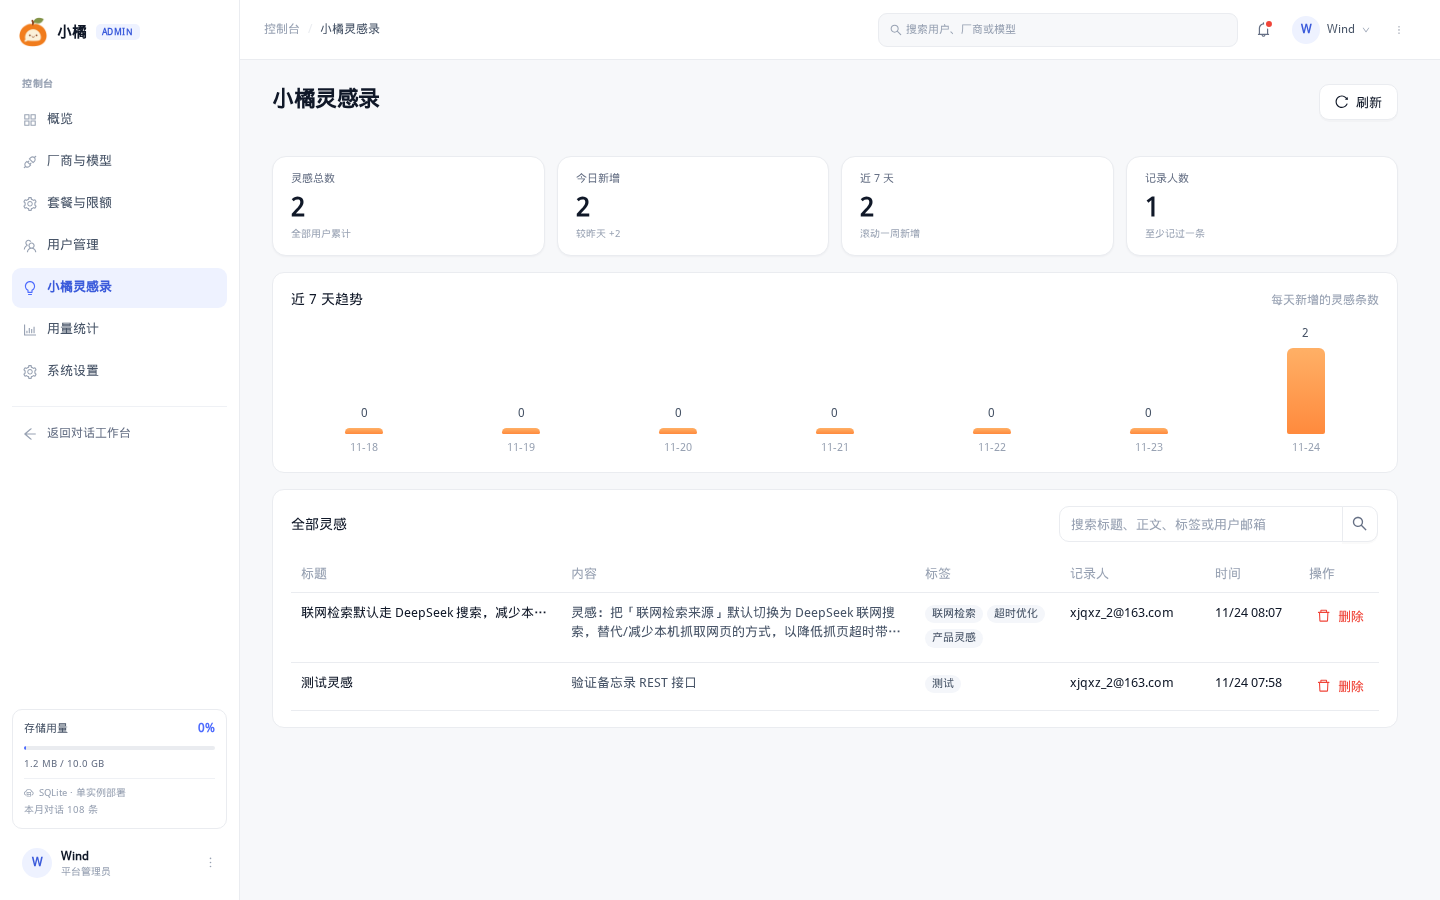 小橘 ADMIN
控制台
概览
厂商与模型
套餐与限额
用户管理
小橘灵感录
用量统计
系统设置
返回对话工作台
存储用量 0%
1.2 MB / 10.0 GB
SQLite · 单实例部署
本月对话 108 条
W Wind
平台管理员
控制台 / 小橘灵感录
搜索用户、厂商或模型
W Wind
小橘灵感录
刷新
灵感总数
2
全部用户累计
今日新增
2
较昨天 +2
近 7 天
2
滚动一周新增
记录人数
1
至少记过一条
近 7 天趋势 每天新增的灵感条数
0 0 0 0 0 0 2
11-18 11-19 11-20 11-21 11-22 11-23 11-24
全部灵感 搜索标题、正文、标签或用户邮箱
标题 内容 标签 记录人 时间 操作
联网检索默认走 DeepSeek 搜索，减少本… 灵感：把「联网检索来源」默认切换为 DeepSeek 联网搜 联网检索 超时优化 xjqxz_2@163.com 11/24 08:07 删除
索，替代/减少本机抓取网页的方式，以降低抓页超时带… 产品灵感
测试灵感 验证备忘录 REST 接口 测试 xjqxz_2@163.com 11/24 07:58 删除